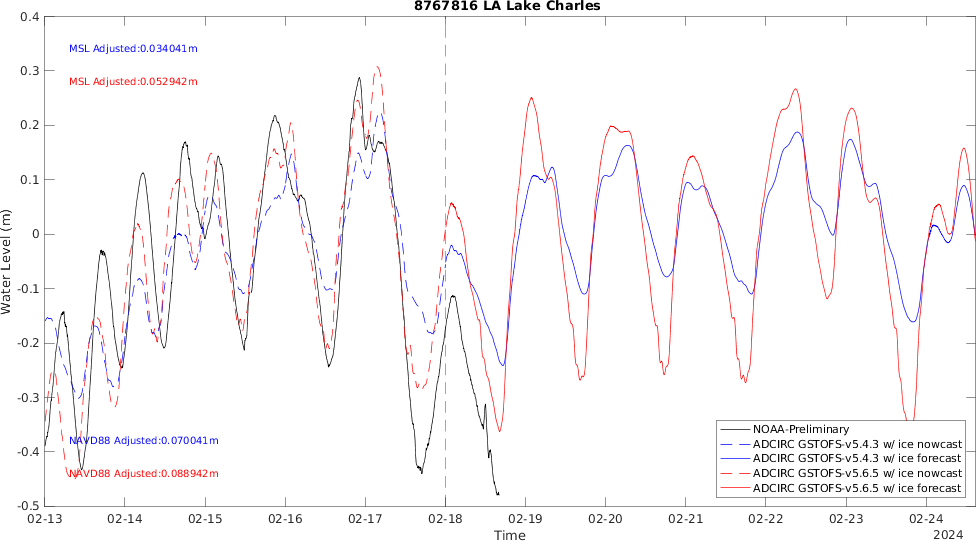 8767816 LA Lake Charles
0.4
0.3
0.2
0.1
0
-0.1
-0.2
-0.3
-0.4
-0.5
Water Level (m)
MSL Adjusted:0.034041m
MSL Adjusted:0.052942m
NAVD88 Adjusted:0.070041m
NAVD88 Adjusted:0.088942m
NOAA-Preliminary
ADCIRC GSTOFS-v5.4.3 w/ ice nowcast
ADCIRC GSTOFS-v5.4.3 w/ ice forecast
ADCIRC GSTOFS-v5.6.5 w/ ice nowcast
ADCIRC GSTOFS-v5.6.5 w/ ice forecast
02-13 02-14 02-15 02-16 02-17 02-18 02-19 02-20 02-21 02-22 02-23 02-24
Time
2024